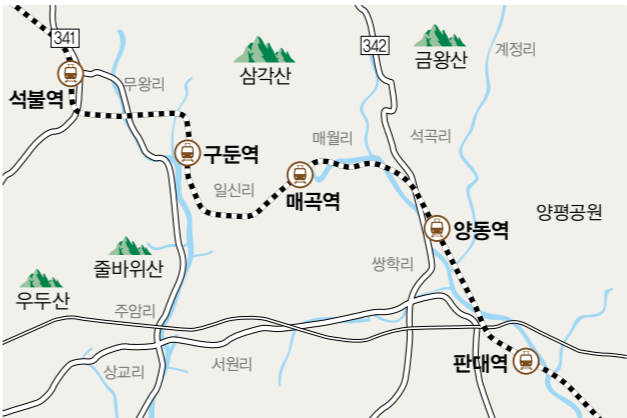 341
342
금왕산
계정리
삼각산
무왕리
석불역
구둔역
매월리
석곡리
일신리
매곡역
양평공원
양동역
줄바위산
쌍학리
우두산
주암리
상교리
서원리
판대역